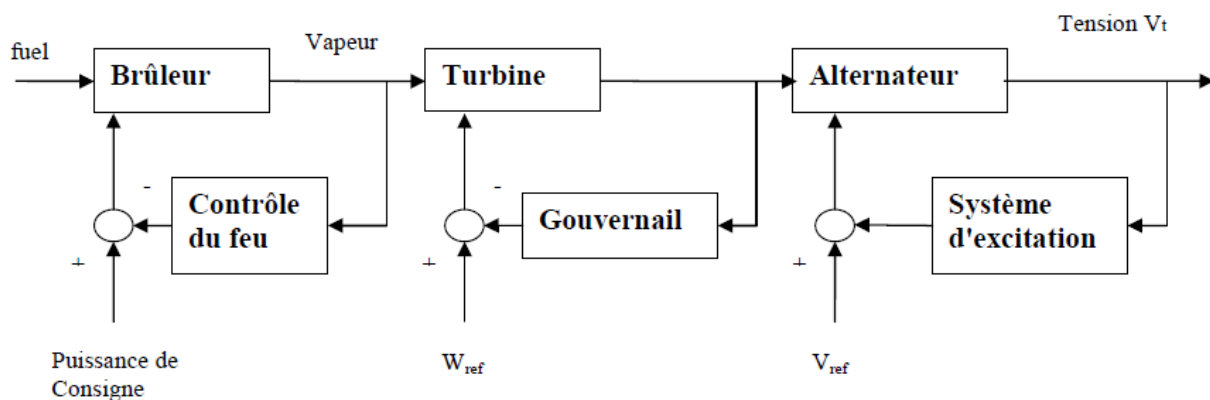 Tension Vt
fuel
Vapeur
Brûleur
Turbine
Alternateur
-
-
Contrôle
du feu
Gouvernail
Système
d'excitation
+
+
+
Puissance de
Consigne
Wref
Vref